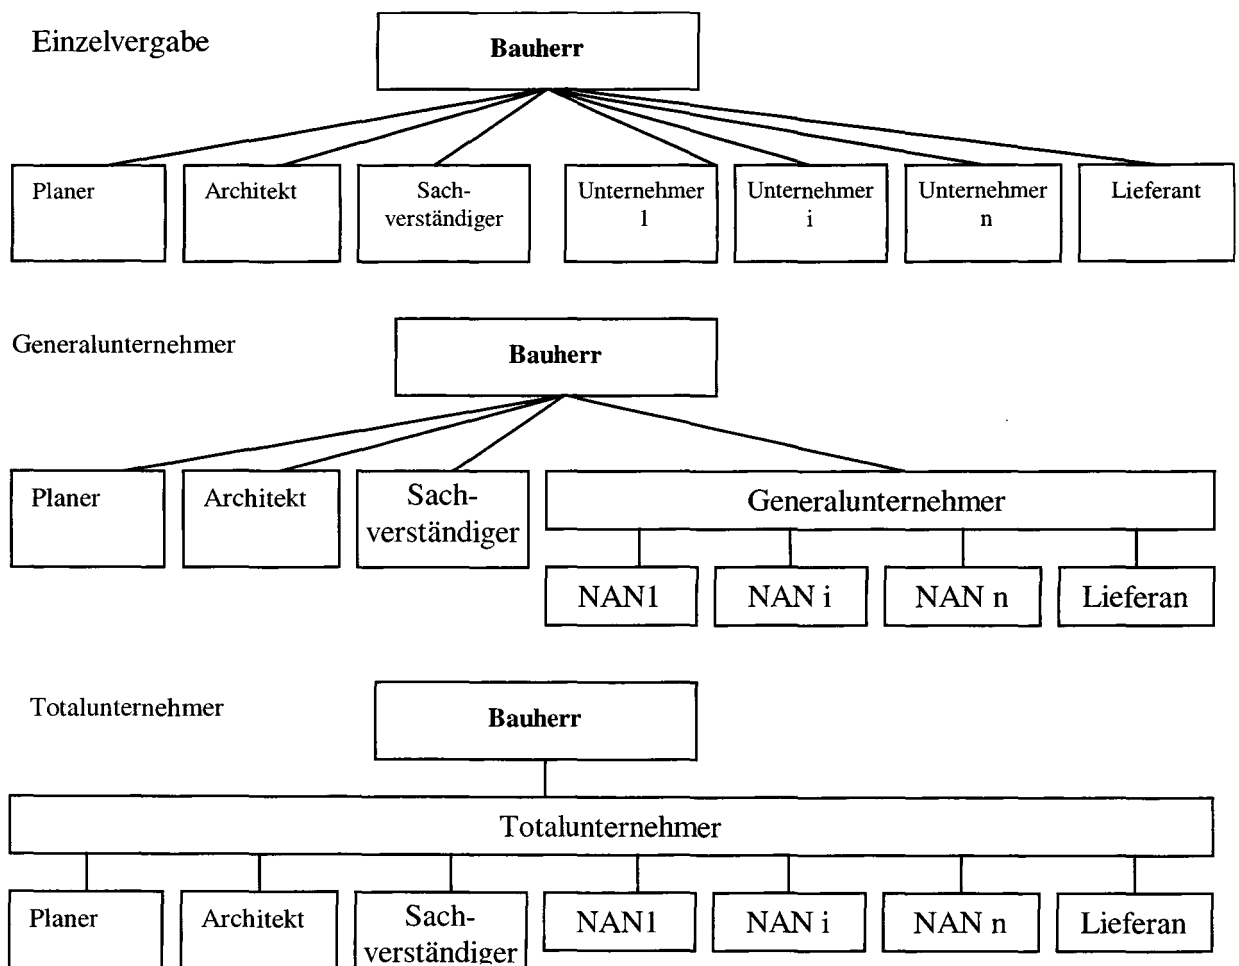 Einzelvergabe
Bauherr
Planer
Architekt
Sach-
verständiger
Unternehmer
1
Unternehmer
i
Unternehmer
n
Lieferant
Generalunternehmer
Bauherr
Planer
Architekt
Sach-
verständiger
Generalunternehmer
NAN1
NAN i
NAN n
Lieferan
Totalunternehmer
Bauherr
Totalunternehmer
Planer
Architekt
Sach-
verständiger
NAN1
NAN i
NAN n
Lieferan